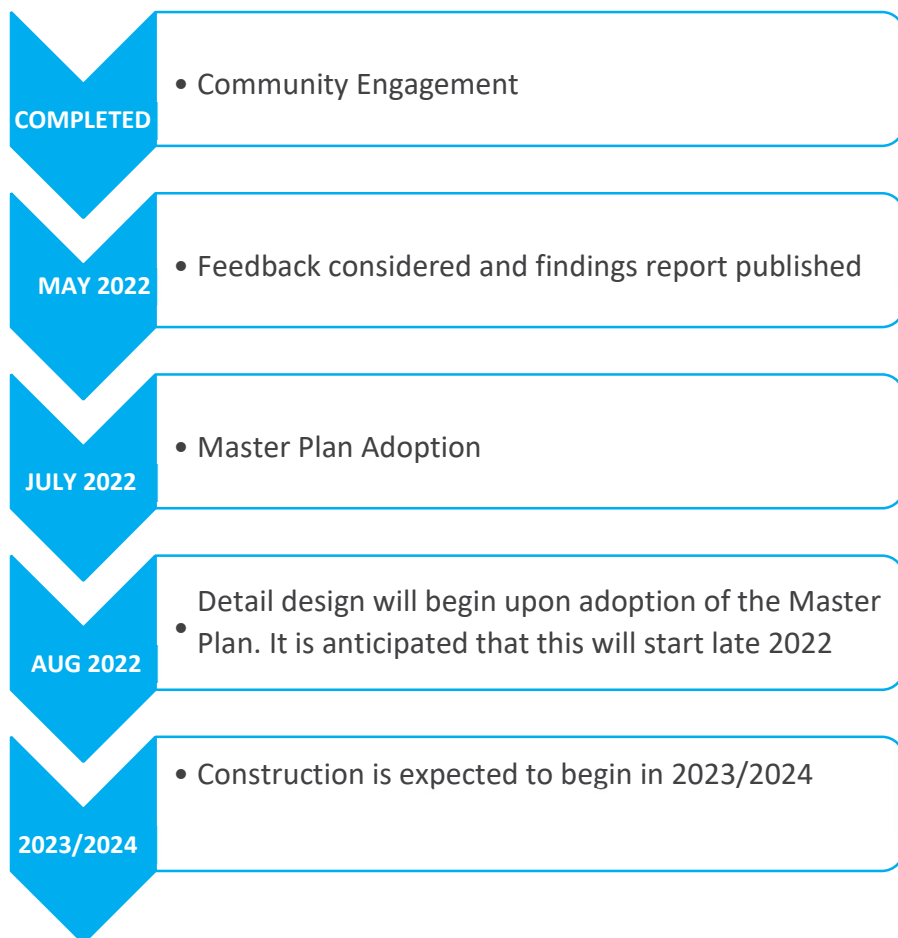 COMPLETED
• Community Engagement
MAY 2022
• Feedback considered and findings report published
JULY 2022
• Master Plan Adoption
AUG 2022
• Detail design will begin upon adoption of the Master
Plan. It is anticipated that this will start late 2022
2023/2024
• Construction is expected to begin in 2023/2024